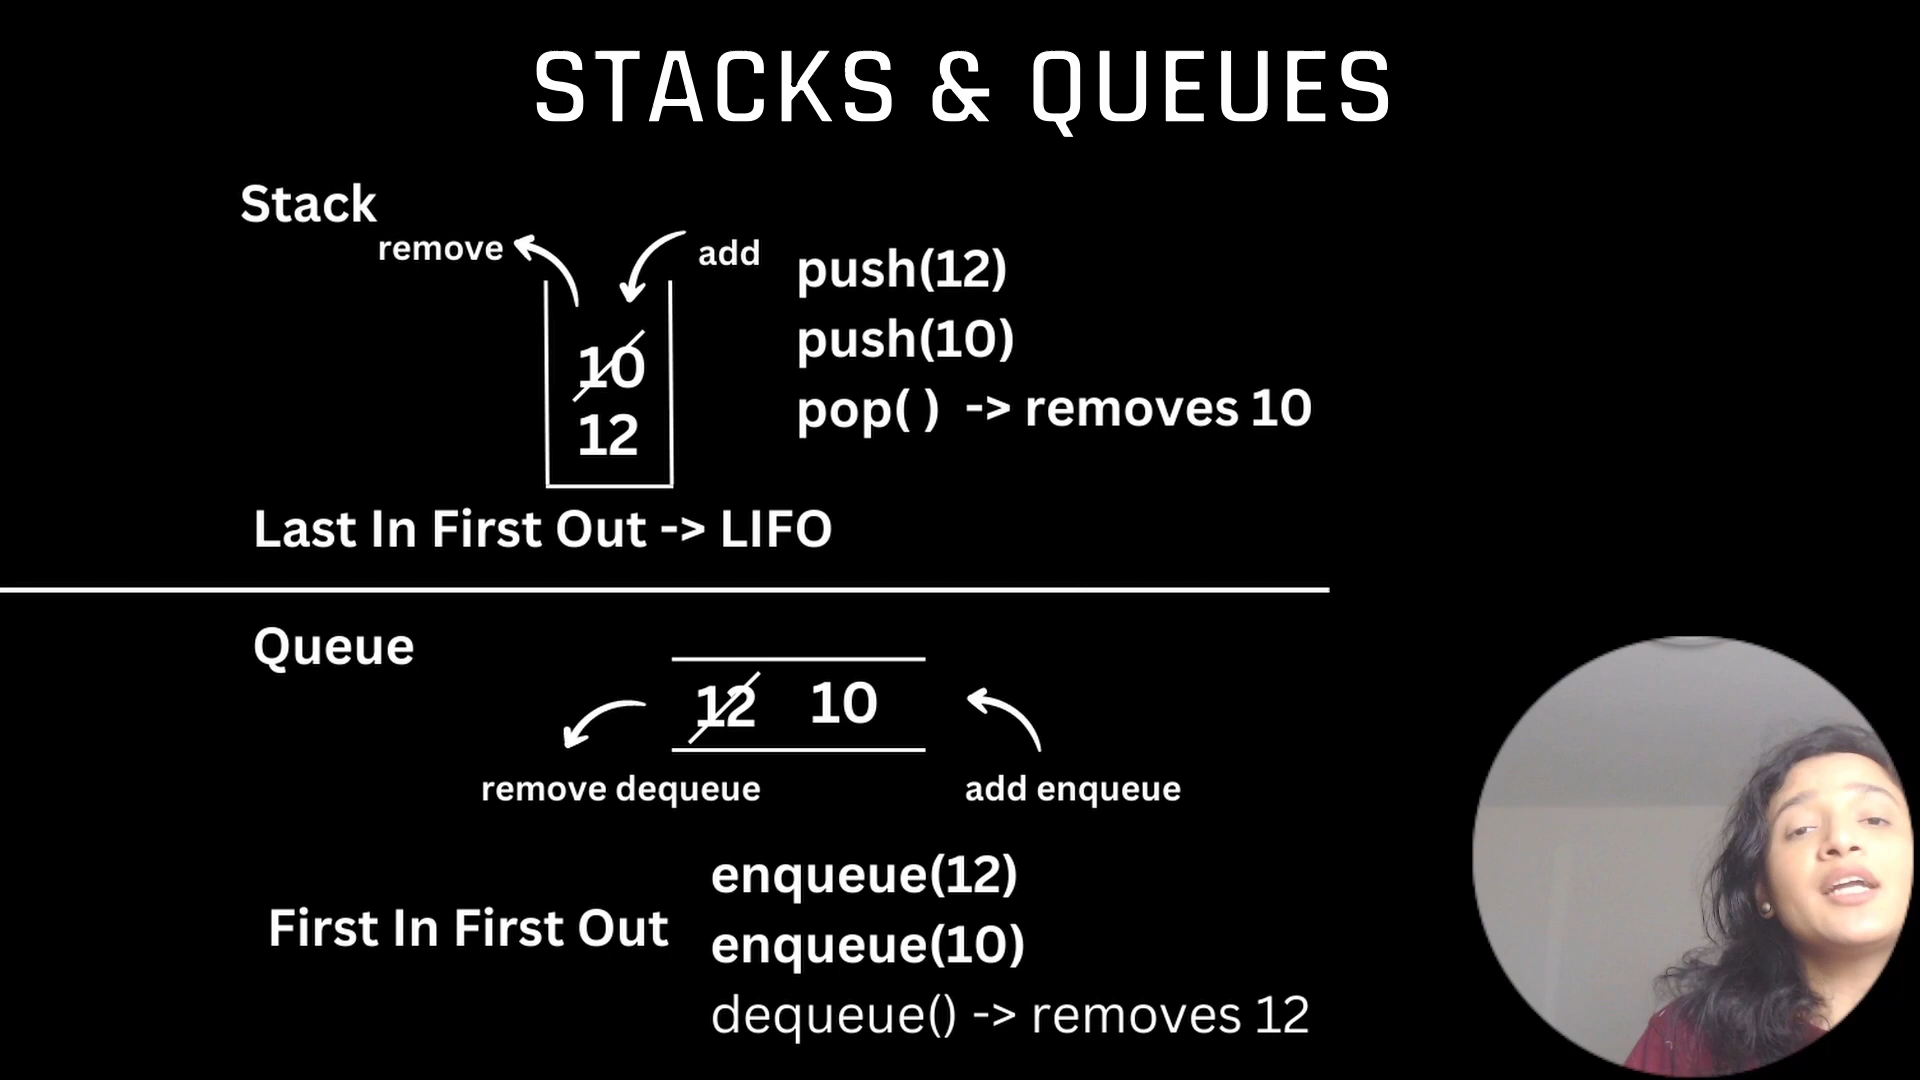 STACKS & QUEUES
Stack
remove
add
10
12
push(12)
push(10)
pop( ) -> removes 10
Last In First Out -> LIFO
Queue
12 10
remove dequeue
add enqueue
First In First Out
enqueue(12)
enqueue(10)
dequeue() -> removes 12